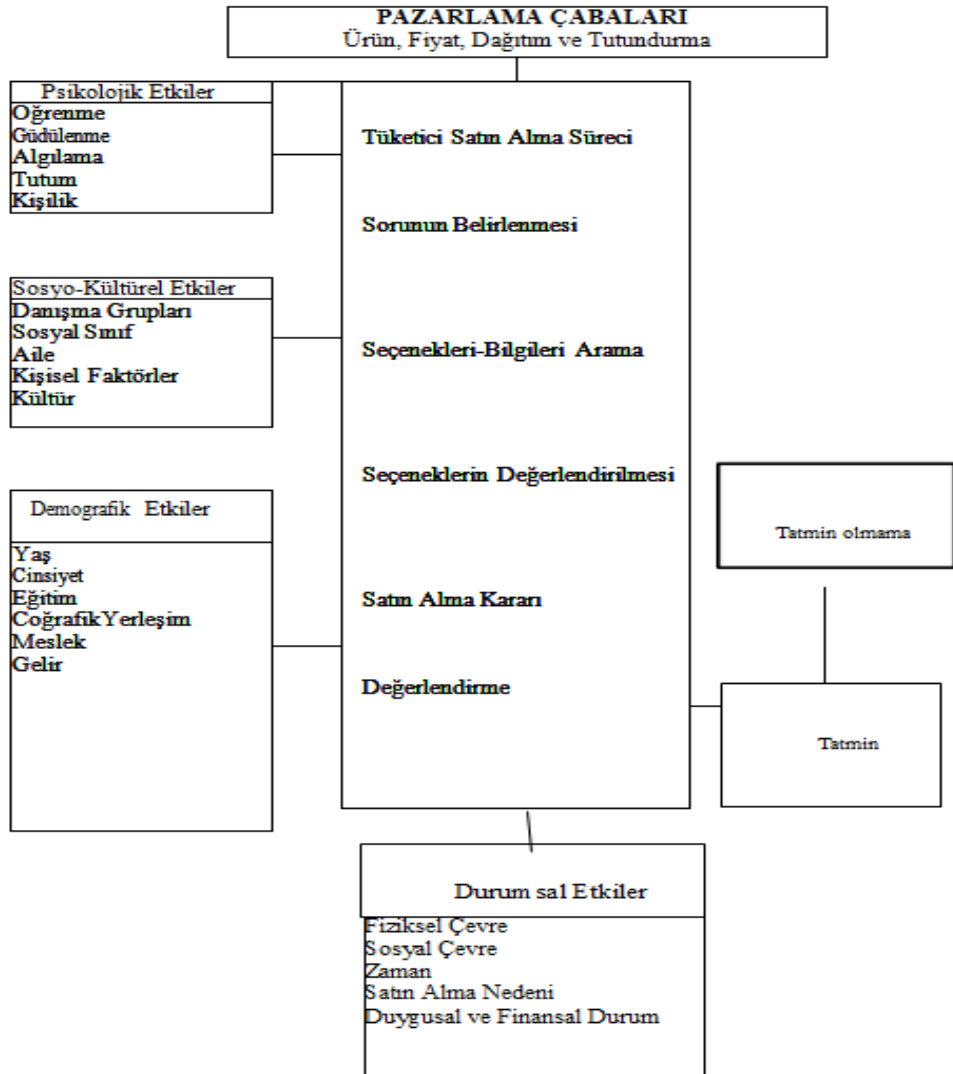 PAZARLAMA ÇABALARI
Ürün, Fiyat, Dağıtım ve Tutundurma
Psikolojik Etkiler
Öğrenme
Güdülenme
Algılama
Tutum
Kişilik
Sosyo-Kültürel Etkiler
Danışma Grupları
Sosyal Sınıf
Aile
Kişisel Faktörler
Kültür
Demografik Etkiler
Yaş
Cinsiyet
Eğitim
Coğrafik Yerleşim
Meslek
Gelir
Tüketici Satın Alma Süreci
Sorunun Belirlenmesi
Seçenekleri-Bilgileri Arama
Seçeneklerin Değerlendirilmesi
Satın Alma Kararı
Değerlendirme
Tatmin olmama
Tatmin
Durum sal Etkiler
Fiziksel Çevre
Sosyal Çevre
Zaman
Satın Alma Nedeni
Duygusal ve Finansal Durum